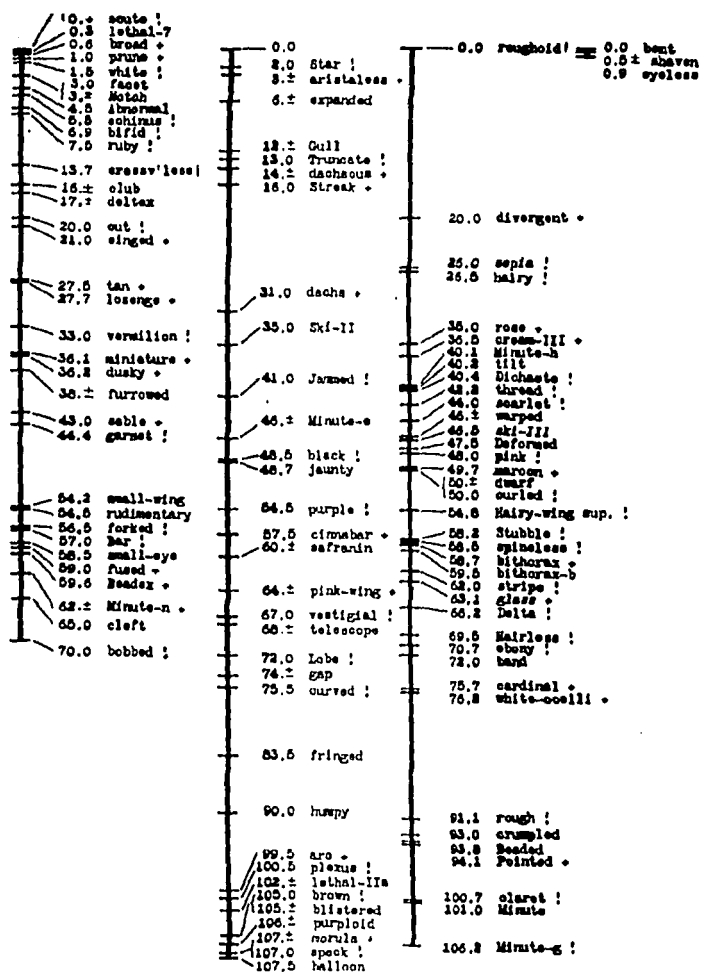 0.+ scute !
0.3 lethal-7
0.6 broad +
1.0 prune +
1.5 white !
3.0 facet
3.± Notch
4.5 Abnormal
5.5 echinus !
6.9 bifid !
7.5 ruby !
13.7 crossv'less!
16.± club
17.± deltex
20.0 cut !
21.0 singed +
27.5 tan +
27.7 lozenge +
33.0 vermilion !
36.1 miniature +
36.2 dusky +
38.± furrowed
43.0 sable +
44.4 garnet !
54.2 small-wing
54.5 rudimentary
56.5 forked !
57.0 Bar !
58.5 small-eye
59.0 fused +
59.6 Beadex +
62.± Minute-n +
65.0 cleft
70.0 bobbed !
0.0
2.0 Star !
3.± aristaless +
6.± expanded
12.± Gull
13.0 Truncate !
14.± dachsous +
16.0 Streak +
31.0 dachs +
35.0 Ski-II
41.0 Jammed !
46.± Minute-e
48.5 black !
48.7 jaunty
54.5 purple !
57.5 cinnabar +
60.± safranin
64.± pink-wing +
67.0 vestigial !
68.± telescope
72.0 Lobe !
74.± gap
75.5 curved !
83.5 fringed
90.0 humpy
99.5 arc +
100.5 plexus !
102.± lethal-IIa
105.0 brown !
105.± blistered
106.± purploid
107.± morula +
107.0 speck !
107.5 balloon
0.0 roughoid!
20.0 divergent +
26.0 sepia !
26.5 hairy !
35.0 rose +
36.5 cream-III +
40.1 Minute-h
40.2 tilt
40.4 Dichaete !
42.2 thread !
44.0 scarlet !
46.± warped
46.5 ski-III
47.5 Deformed
48.0 pink !
49.7 maroon +
50.± dwarf
50.0 curled !
54.8 Hairy-wing sup. !
58.2 Stubble !
58.5 spineless !
58.7 bithorax +
59.5 bithorax-b
62.0 stripe !
63.1 glass +
66.2 Delta !
69.5 Hairless !
70.7 ebony !
72.0 band
75.7 cardinal +
76.2 white-ocelli +
91.1 rough !
93.0 crumpled
93.8 Beaded
94.1 Pointed +
100.7 claret !
101.0 Minute
106.2 Minute-g !
0.0 bent
0.5± shaven
0.9 eyeless